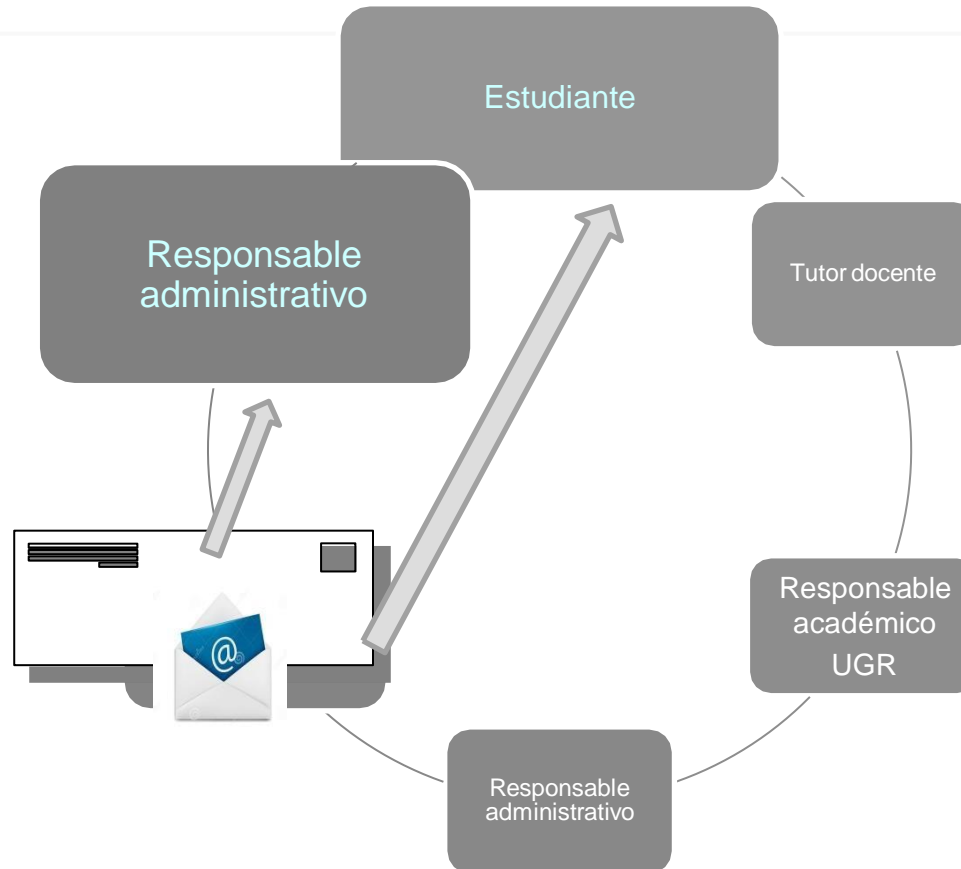 Estudiante
Responsable
administrativo
Tutor docente
Responsable
académico
UGR
Responsable
administrativo
@